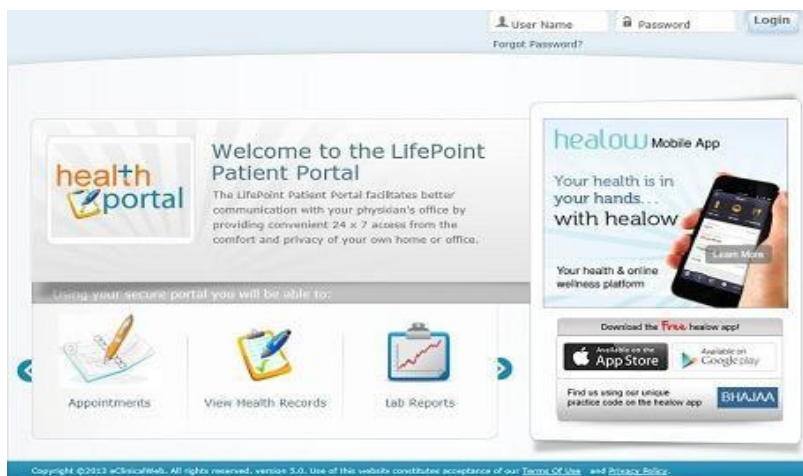 User Name
Password
Login
Forgot Password?
health
portal
Welcome to the LifePoint
Patient Portal
The LifePoint Patient Portal facilitates better
communication with your physician's office by
providing convenient 24 x 7 access from the
comfort and privacy of your own home or office.
Using your secure portal you will be able to:
Appointments
View Health Records
Lab Reports
healow Mobile App
Your health is in
your hands...
with healow
Learn More
Your health & online
wellness platform
Download the Free healow app!
Available on the
App Store
Available on
Google play
Find us using our unique
practice code on the healow app
BHAJAA
Copyright ©2013 eClinicalWeb. All rights reserved. version 5.0. Use of this website constitutes acceptance of our Terms Of Use and Privacy Policy.